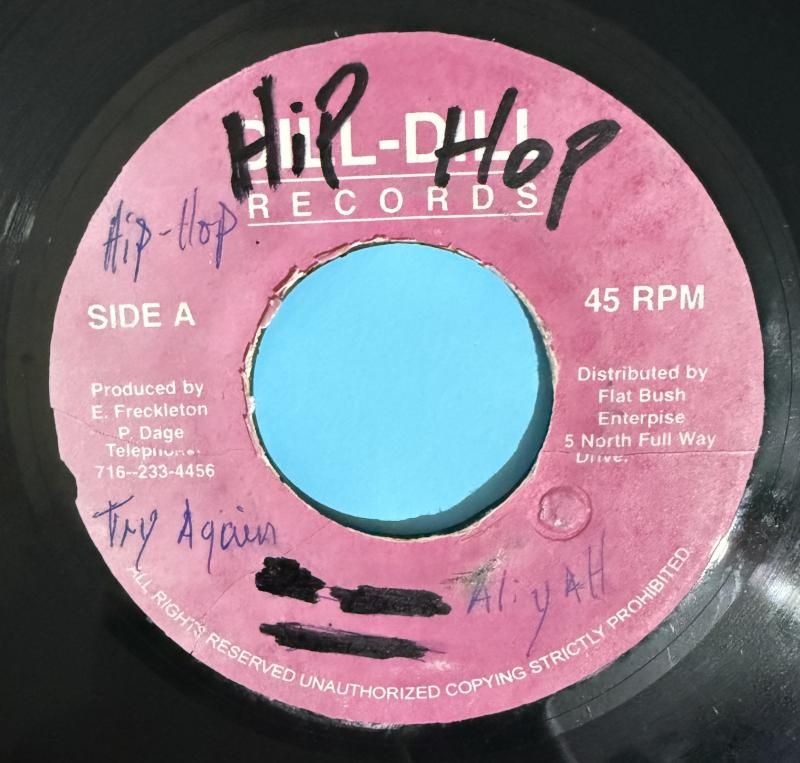 HiP HoP
DILL-DILL
RECORDS
Hip-Hop
SIDE A
45 RPM
Produced by
E. Freckleton
P. Dage
Telephone.
716--233-4456
Distributed by
Flat Bush
Enterpise
5 North Full Way
Drive.
Try Again
AliyAH
ALL RIGHTS RESERVED UNAUTHORIZED COPYING STRICTLY PROHIBITED.